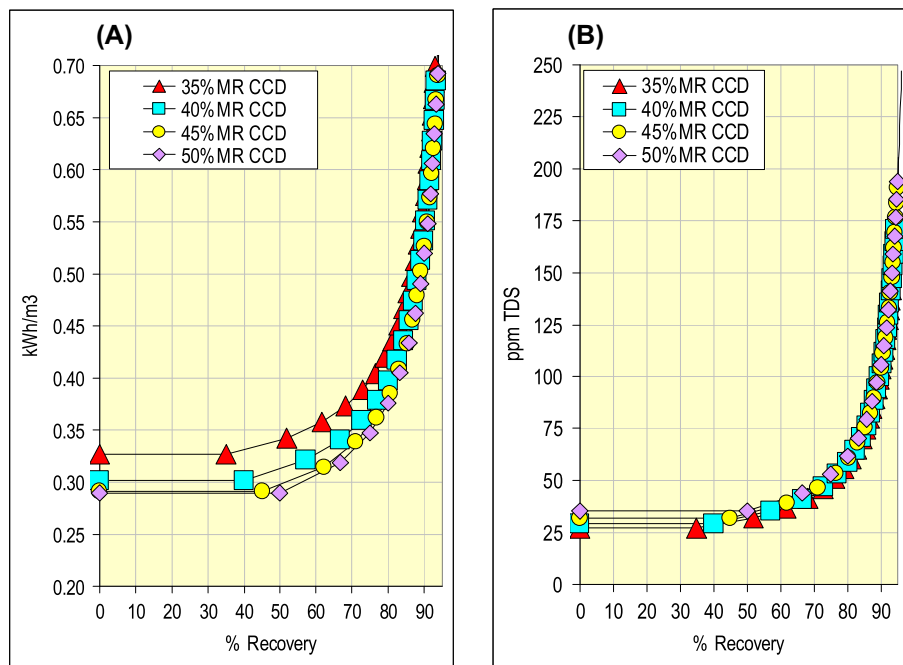 (A)
0.70
0.65
0.60
0.55
0.50
0.45
0.40
0.35
0.30
0.25
0.20
kWh/m3
35%MR CCD
40%MR CCD
45%MR CCD
50%MR CCD
0 10 20 30 40 50 60 70 80 90
% Recovery
(B)
250
225
200
175
150
125
100
75
50
25
0
ppm TDS
35%MR CCD
40%MR CCD
45%MR CCD
50%MR CCD
0 10 20 30 40 50 60 70 80 90
% Recovery